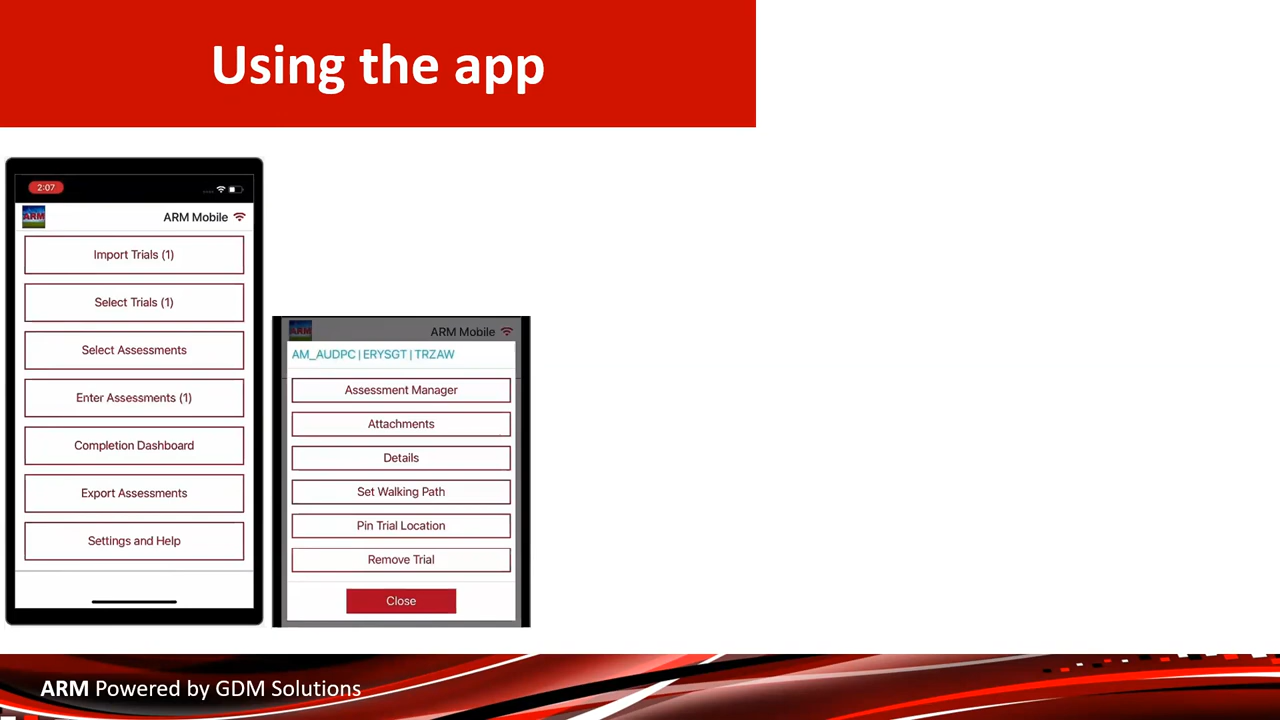 Using the app
2:07
ARM
ARM Mobile
Import Trials (1)
Select Trials (1)
Select Assessments
Enter Assessments (1)
Completion Dashboard
Export Assessments
Settings and Help
ARM
ARM Mobile
AM_AUDPC | ERYSGT | TRZAW
Assessment Manager
Attachments
Details
Set Walking Path
Pin Trial Location
Remove Trial
Close
ARM Powered by GDM Solutions